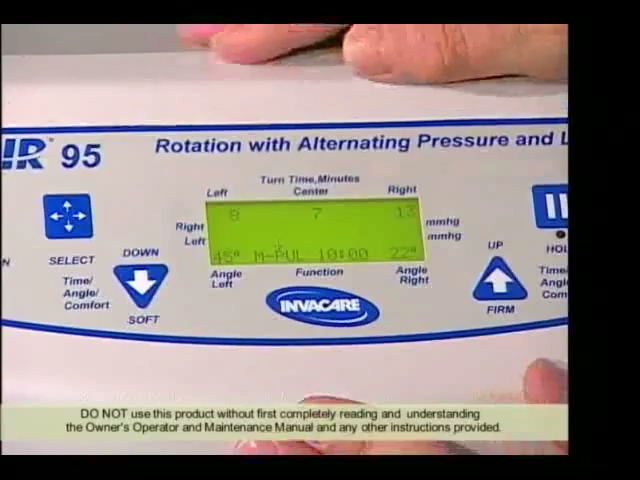 IR 95
Rotation with Alternating Pressure and L
Turn Time, Minutes
Left Center Right
8 7 13
Right mmhg
Left mmhg
45° M-PUL 10:00 22°
Angle Left Function Angle Right
INVACARE
SELECT
Time/
Angle/
Comfort
DOWN
SOFT
UP
FIRM
HOL
Time
Angl
Com
N
DO NOT use this product without first completely reading and understanding
the Owner's Operator and Maintenance Manual and any other instructions provided.